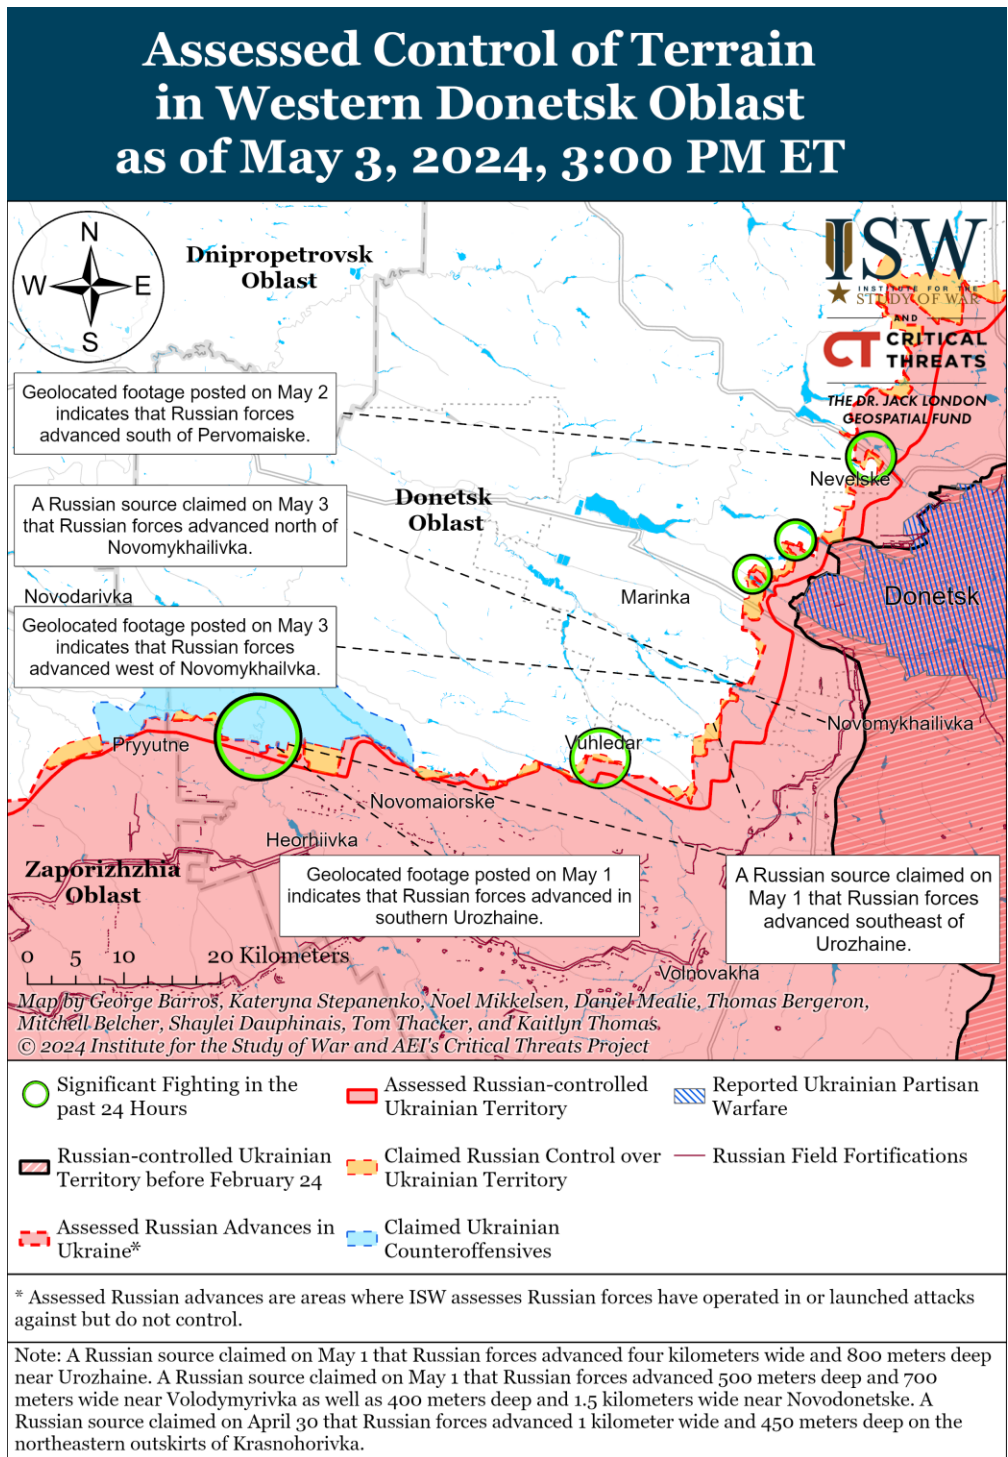 Assessed Control of Terrain
in Western Donetsk Oblast
as of May 3, 2024, 3:00 PM ET
N
W
E
S
Dnipropetrovsk
Oblast
ISW
INSTITUTE FOR THE
STUDY OF WAR
AND
CT CRITICAL
THREATS
THE DR. JACK LONDON
GEOSPATIAL FUND
Geolocated footage posted on May 2
indicates that Russian forces
advanced south of Pervomaiske.
Nevelske
A Russian source claimed on May 3
that Russian forces advanced north of
Novomykhailivka.
Donetsk
Oblast
Novodarivka
Marinka
Donetsk
Geolocated footage posted on May 3
indicates that Russian forces
advanced west of Novomykhailvka.
Novomykhailivka
Pryyutne
Vuhledar
Novomaiorske
Heorhiivka
Zaporizhzhia
Oblast
Geolocated footage posted on May 1
indicates that Russian forces advanced in
southern Urozhaine.
A Russian source claimed on
May 1 that Russian forces
advanced southeast of
Urozhaine.
0 5 10 20 Kilometers
Volnovakha
Map by George Barros, Kateryna Stepanenko, Noel Mikkelsen, Daniel Mealie, Thomas Bergeron,
Mitchell Belcher, Shaylei Dauphinais, Tom Thacker, and Kaitlyn Thomas
© 2024 Institute for the Study of War and AEI's Critical Threats Project
Significant Fighting in the
past 24 Hours
Assessed Russian-controlled
Ukrainian Territory
Reported Ukrainian Partisan
Warfare
Russian-controlled Ukrainian
Territory before February 24
Claimed Russian Control over
Ukrainian Territory
Russian Field Fortifications
Assessed Russian Advances in
Ukraine*
Claimed Ukrainian
Counteroffensives
* Assessed Russian advances are areas where ISW assesses Russian forces have operated in or launched attacks
against but do not control.
Note: A Russian source claimed on May 1 that Russian forces advanced four kilometers wide and 800 meters deep
near Urozhaine. A Russian source claimed on May 1 that Russian forces advanced 500 meters deep and 700
meters wide near Volodymyrivka as well as 400 meters deep and 1.5 kilometers wide near Novodonetske. A
Russian source claimed on April 30 that Russian forces advanced 1 kilometer wide and 450 meters deep on the
northeastern outskirts of Krasnohorivka.